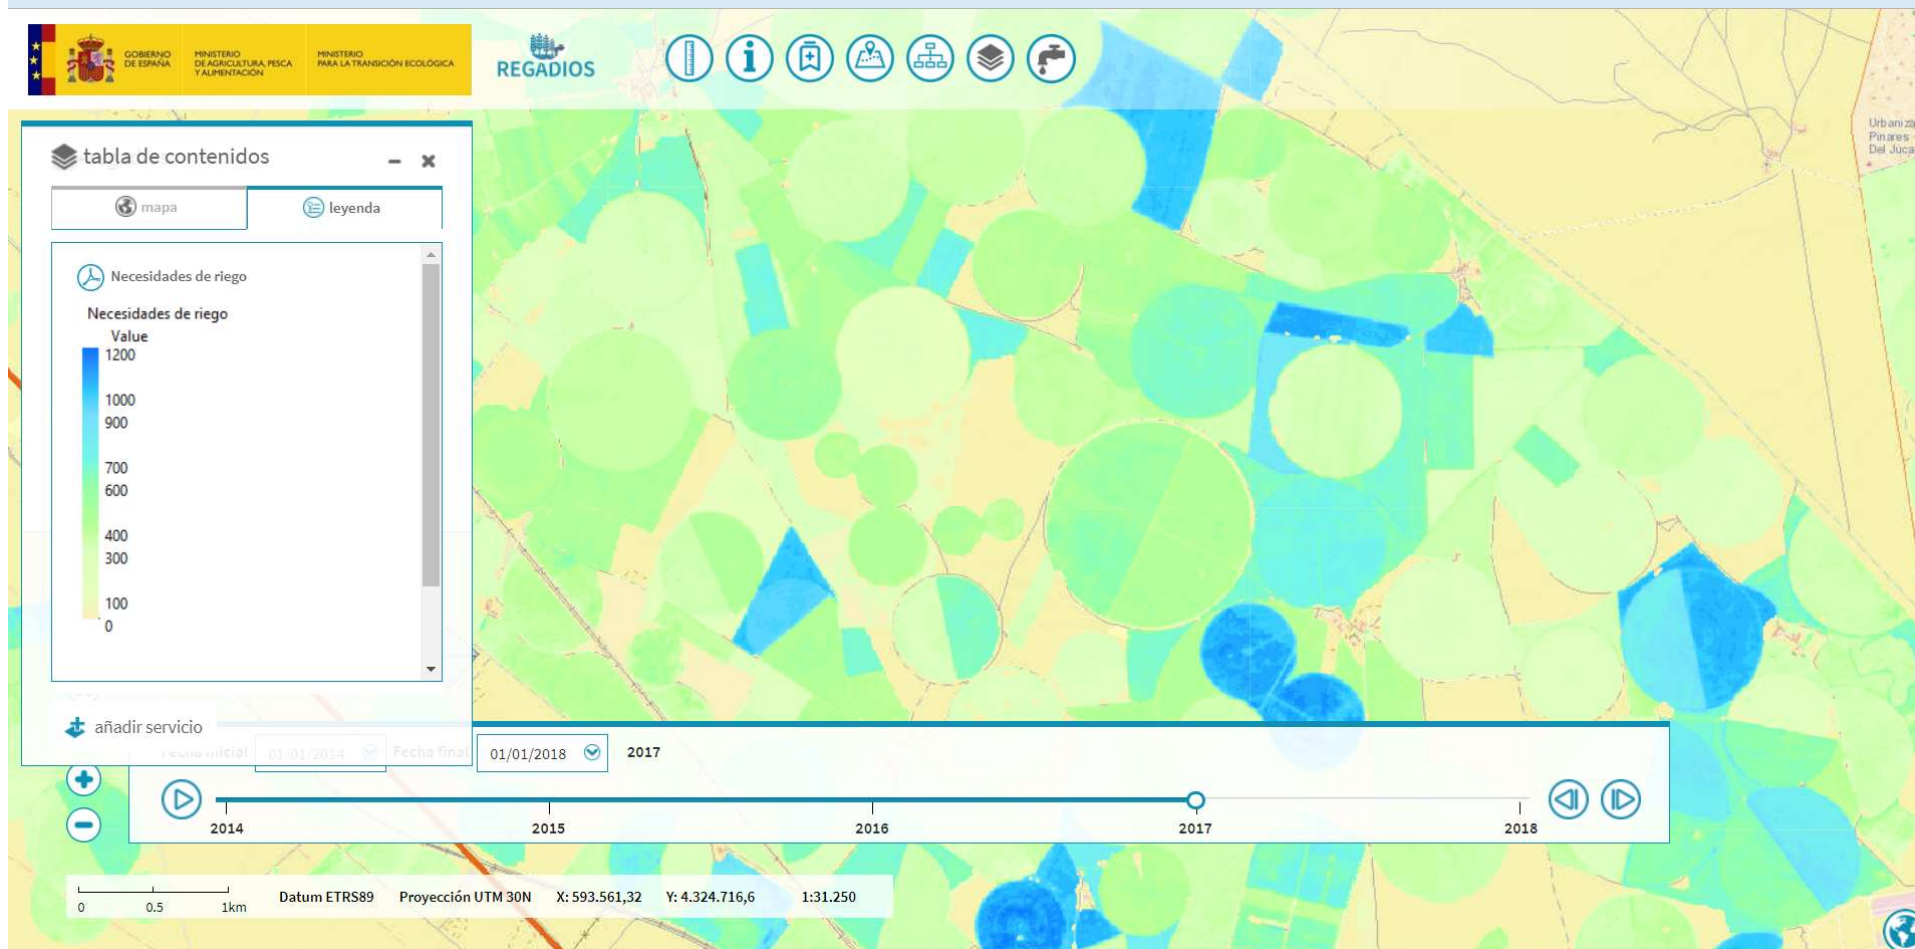 GOBIERNO
DE ESPAÑA
MINISTERIO
DE AGRICULTURA, PESCA
Y ALIMENTACIÓN
MINISTERIO
PARA LA TRANSICIÓN ECOLÓGICA
REGADIOS
Pinares
Del Júca
tabla de contenidos
mapa
leyenda
Necesidades de riego
Necesidades de riego
Value
1200
1000
900
700
600
400
300
100
0
añadir servicio
Fecha inicial 01/01/2014 Fecha final 01/01/2018 2017
2014 2015 2016 2017 2018
0 0.5 1km Datum ETRS89 Proyección UTM 30N X: 593.561,32 Y: 4.324.716,6 1:31.250